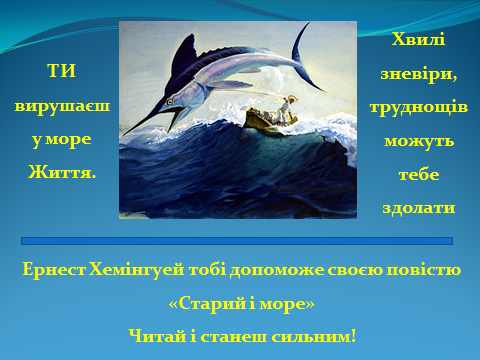 ТИ
вирушаєш
у море
Життя.
Хвилі
зневіри,
труднощів
можуть
тебе
здолати
Ернест Хемінгуей тобі допоможе своєю повістю
«Старий і море»
Читай і станеш сильним!